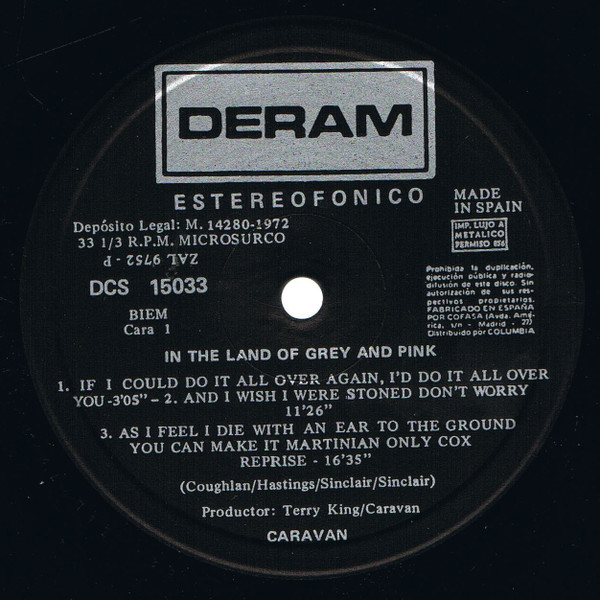 DERAM
ESTEREOFONICO
MADE
IN SPAIN
IMP. LUJO A
METALICO
PERMISO 656
Depósito Legal: M. 14280-1972
33 1/3 R.P.M. MICROSURCO
ZAL 9752 - P
DCS 15033
BIEM
Cara 1
Prohibida la duplicación,
ejecución pública y radio-
difusión de este disco. Sin
autorización de sus res-
pectivos propietarios.
FABRICADO EN ESPAÑA
POR COFASA (Avda. Amé-
rica, s/n - Madrid - 27)
Distribuido por COLUMBIA
IN THE LAND OF GREY AND PINK
1. IF I COULD DO IT ALL OVER AGAIN, I'D DO IT ALL OVER
YOU -3'05" - 2. AND I WISH I WERE STONED DON'T WORRY
11'26"
3. AS I FEEL I DIE WITH AN EAR TO THE GROUND
YOU CAN MAKE IT MARTINIAN ONLY COX
REPRISE - 16'35"
(Coughlan/Hastings/Sinclair/Sinclair)
Productor: Terry King/Caravan
CARAVAN